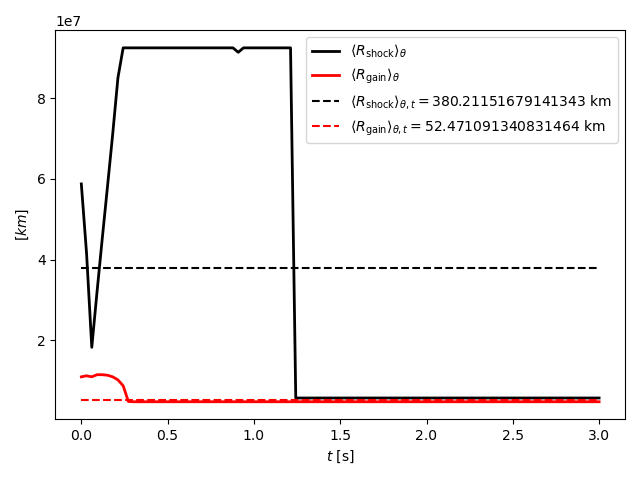 1e7
⟨R_shock⟩_θ
⟨R_gain⟩_θ
⟨R_shock⟩_θ,t = 380.21151679141343 km
⟨R_gain⟩_θ,t = 52.471091340831464 km
8
6
4
2
[km]
0.0 0.5 1.0 1.5 2.0 2.5 3.0
t [s]